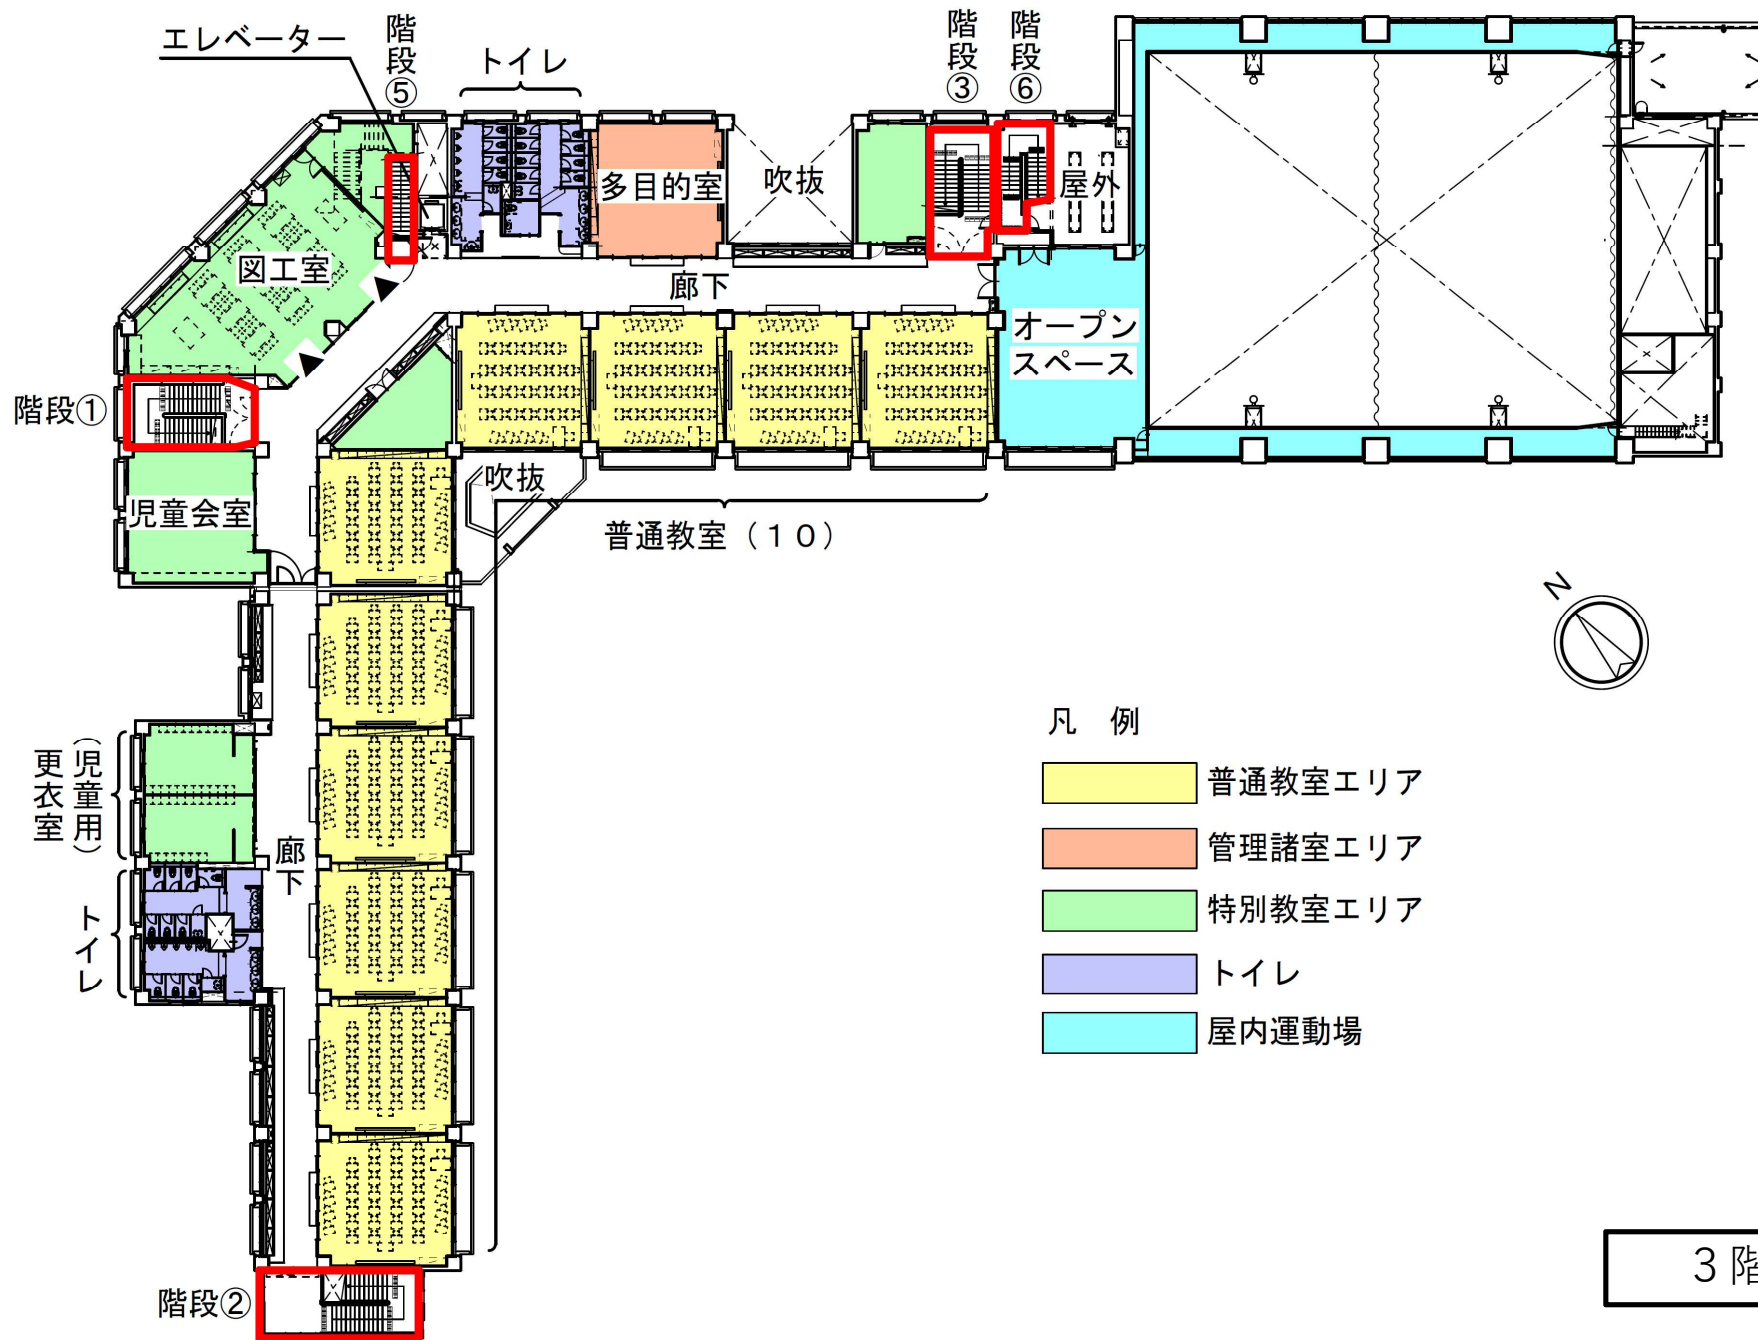 エレベーター
階段⑤
トイレ
階段③
階段⑥
多目的室
吹抜
屋外
図工室
廊下
オープン
スペース
階段①
児童会室
吹抜
普通教室（１０）
N
凡　例
普通教室エリア
管理諸室エリア
特別教室エリア
トイレ
屋内運動場
（児童用）
更衣室
廊下
トイレ
階段②
３階